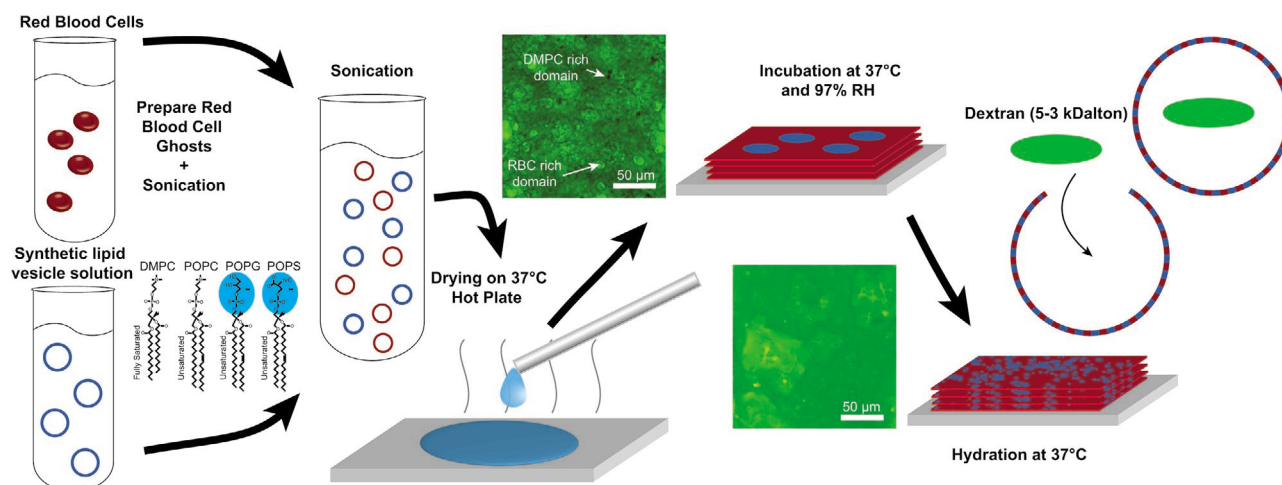 Red Blood Cells
Prepare Red
Blood Cell
Ghosts
+
Sonication
Synthetic lipid
vesicle solution
DMPC
POPC
POPG
POPS
Fully Saturated
Unsaturated
Unsaturated
Unsaturated
Sonication
Drying on 37°C
Hot Plate
DMPC rich
domain
RBC rich
domain
50 µm
Incubation at 37°C
and 97% RH
50 µm
Dextran (5-3 kDalton)
Hydration at 37°C